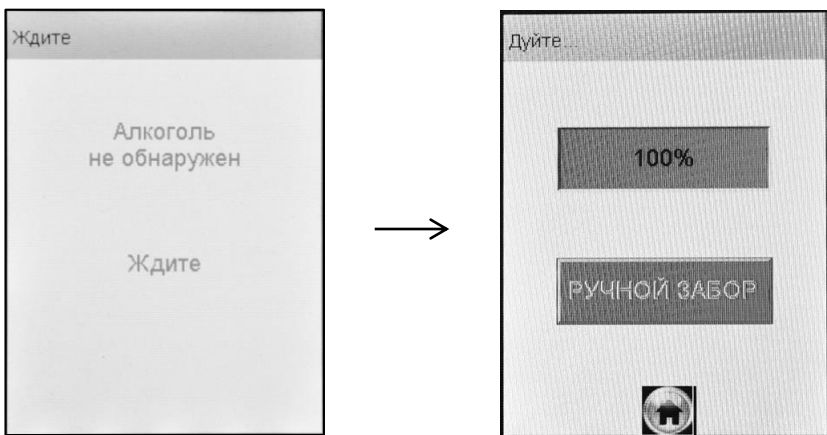 Ждите
Алкоголь
не обнаружен
Ждите
Дуйте...
100%
РУЧНОЙ ЗАБОР